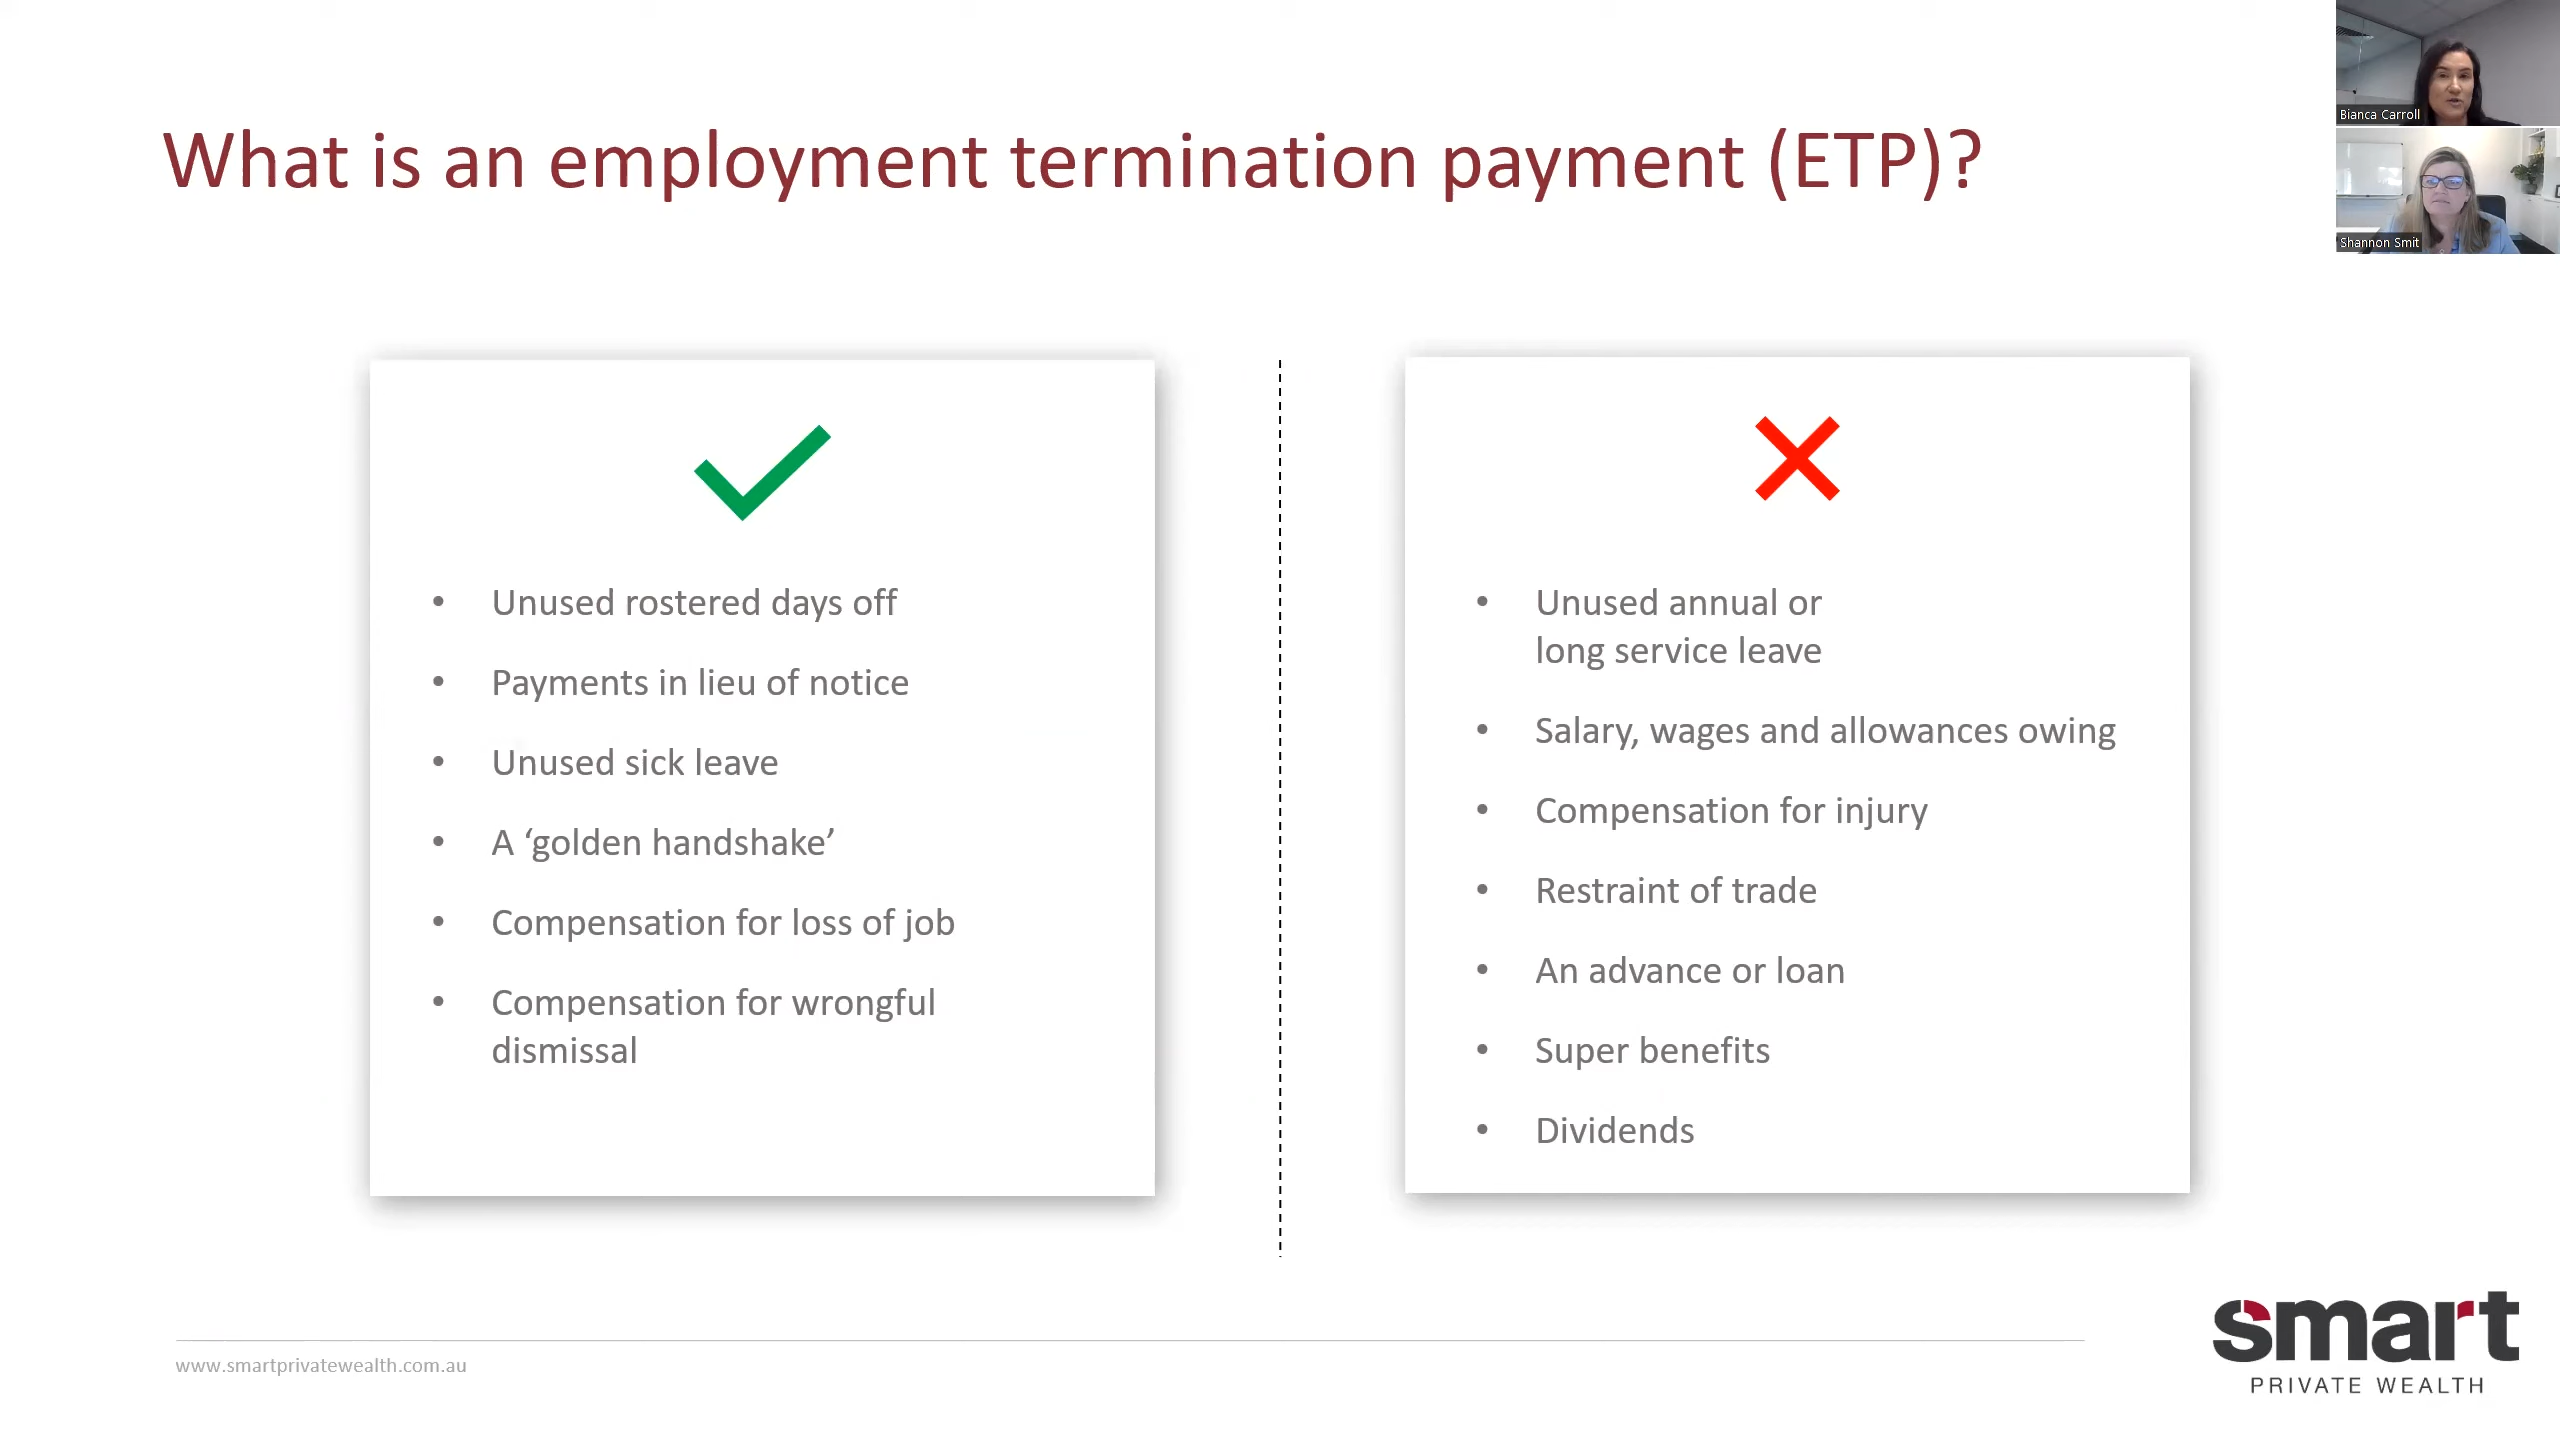 What is an employment termination payment (ETP)?
Bianca Carroll
Shannon Smit
• Unused rostered days off
• Payments in lieu of notice
• Unused sick leave
• A ‘golden handshake’
• Compensation for loss of job
• Compensation for wrongful
dismissal
• Unused annual or
long service leave
• Salary, wages and allowances owing
• Compensation for injury
• Restraint of trade
• An advance or loan
• Super benefits
• Dividends
www.smartprivatewealth.com.au
smart
PRIVATE WEALTH